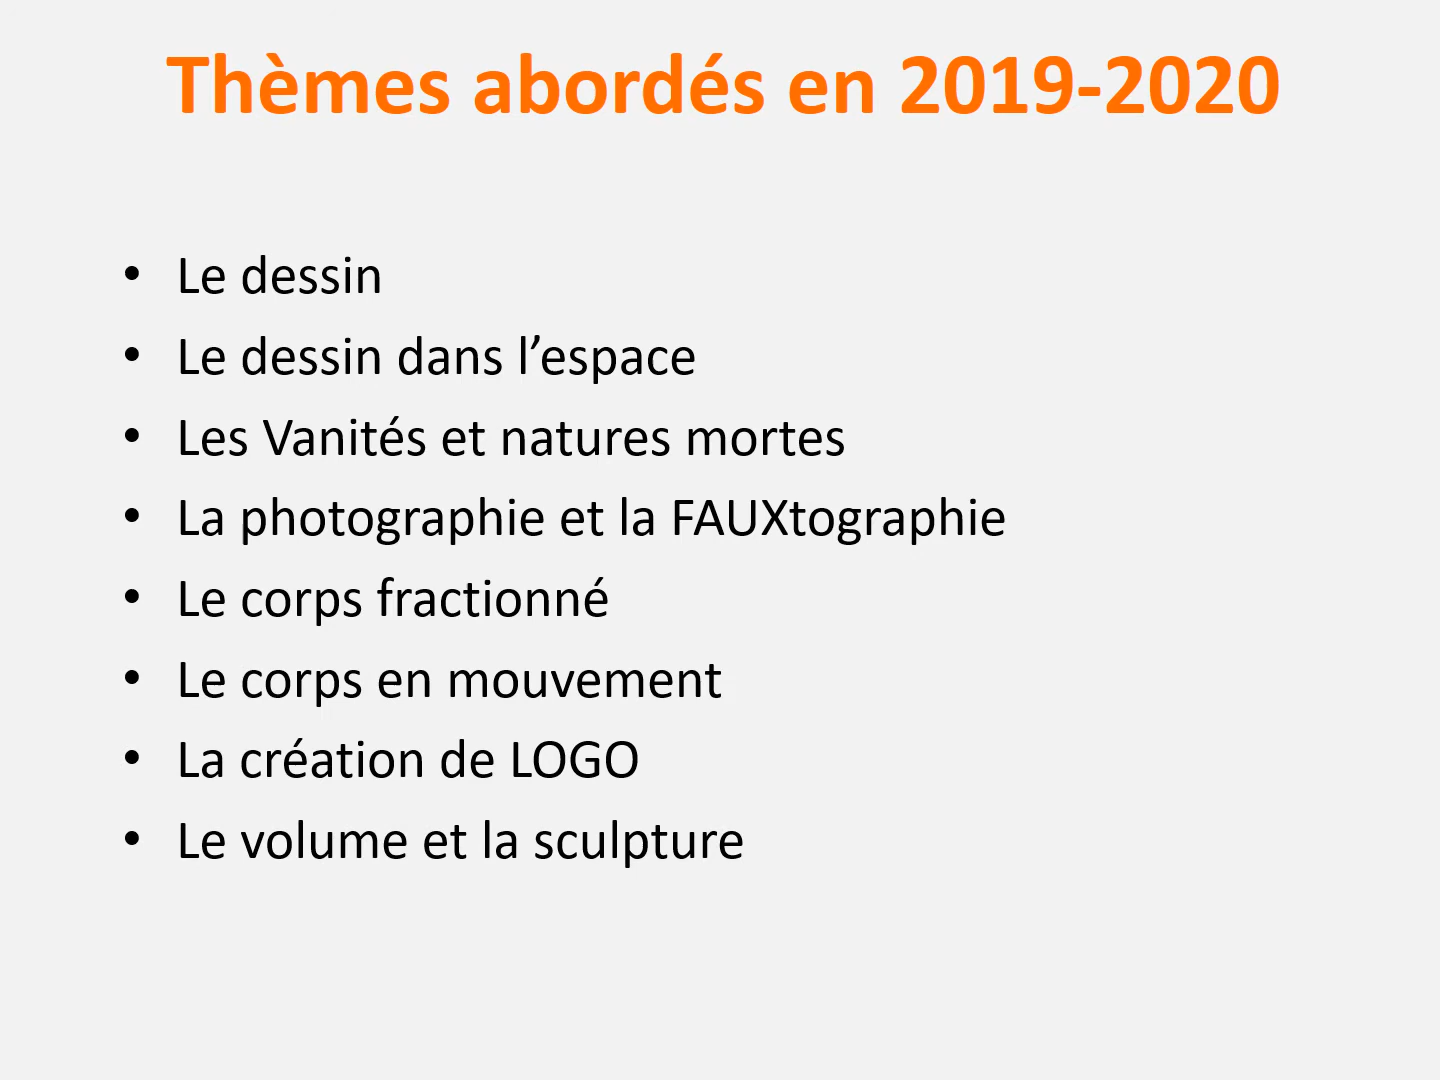 Thèmes abordés en 2019-2020
• Le dessin
• Le dessin dans l’espace
• Les Vanités et natures mortes
• La photographie et la FAUXtographie
• Le corps fractionné
• Le corps en mouvement
• La création de LOGO
• Le volume et la sculpture